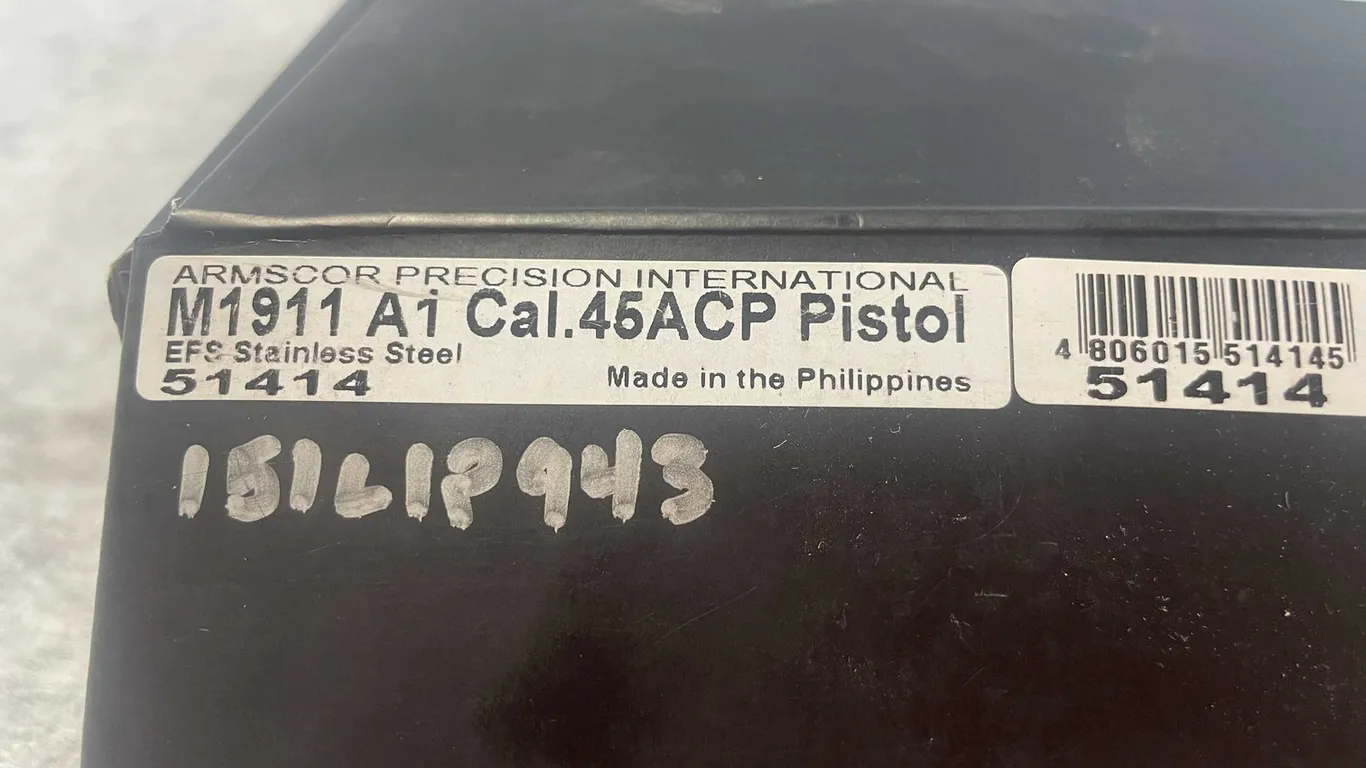 ARMSCOR PRECISION INTERNATIONAL
M1911 A1 Cal.45ACP Pistol
EFS Stainless Steel
51414
Made in the Philippines
4 806015 514145
51414
151L12943